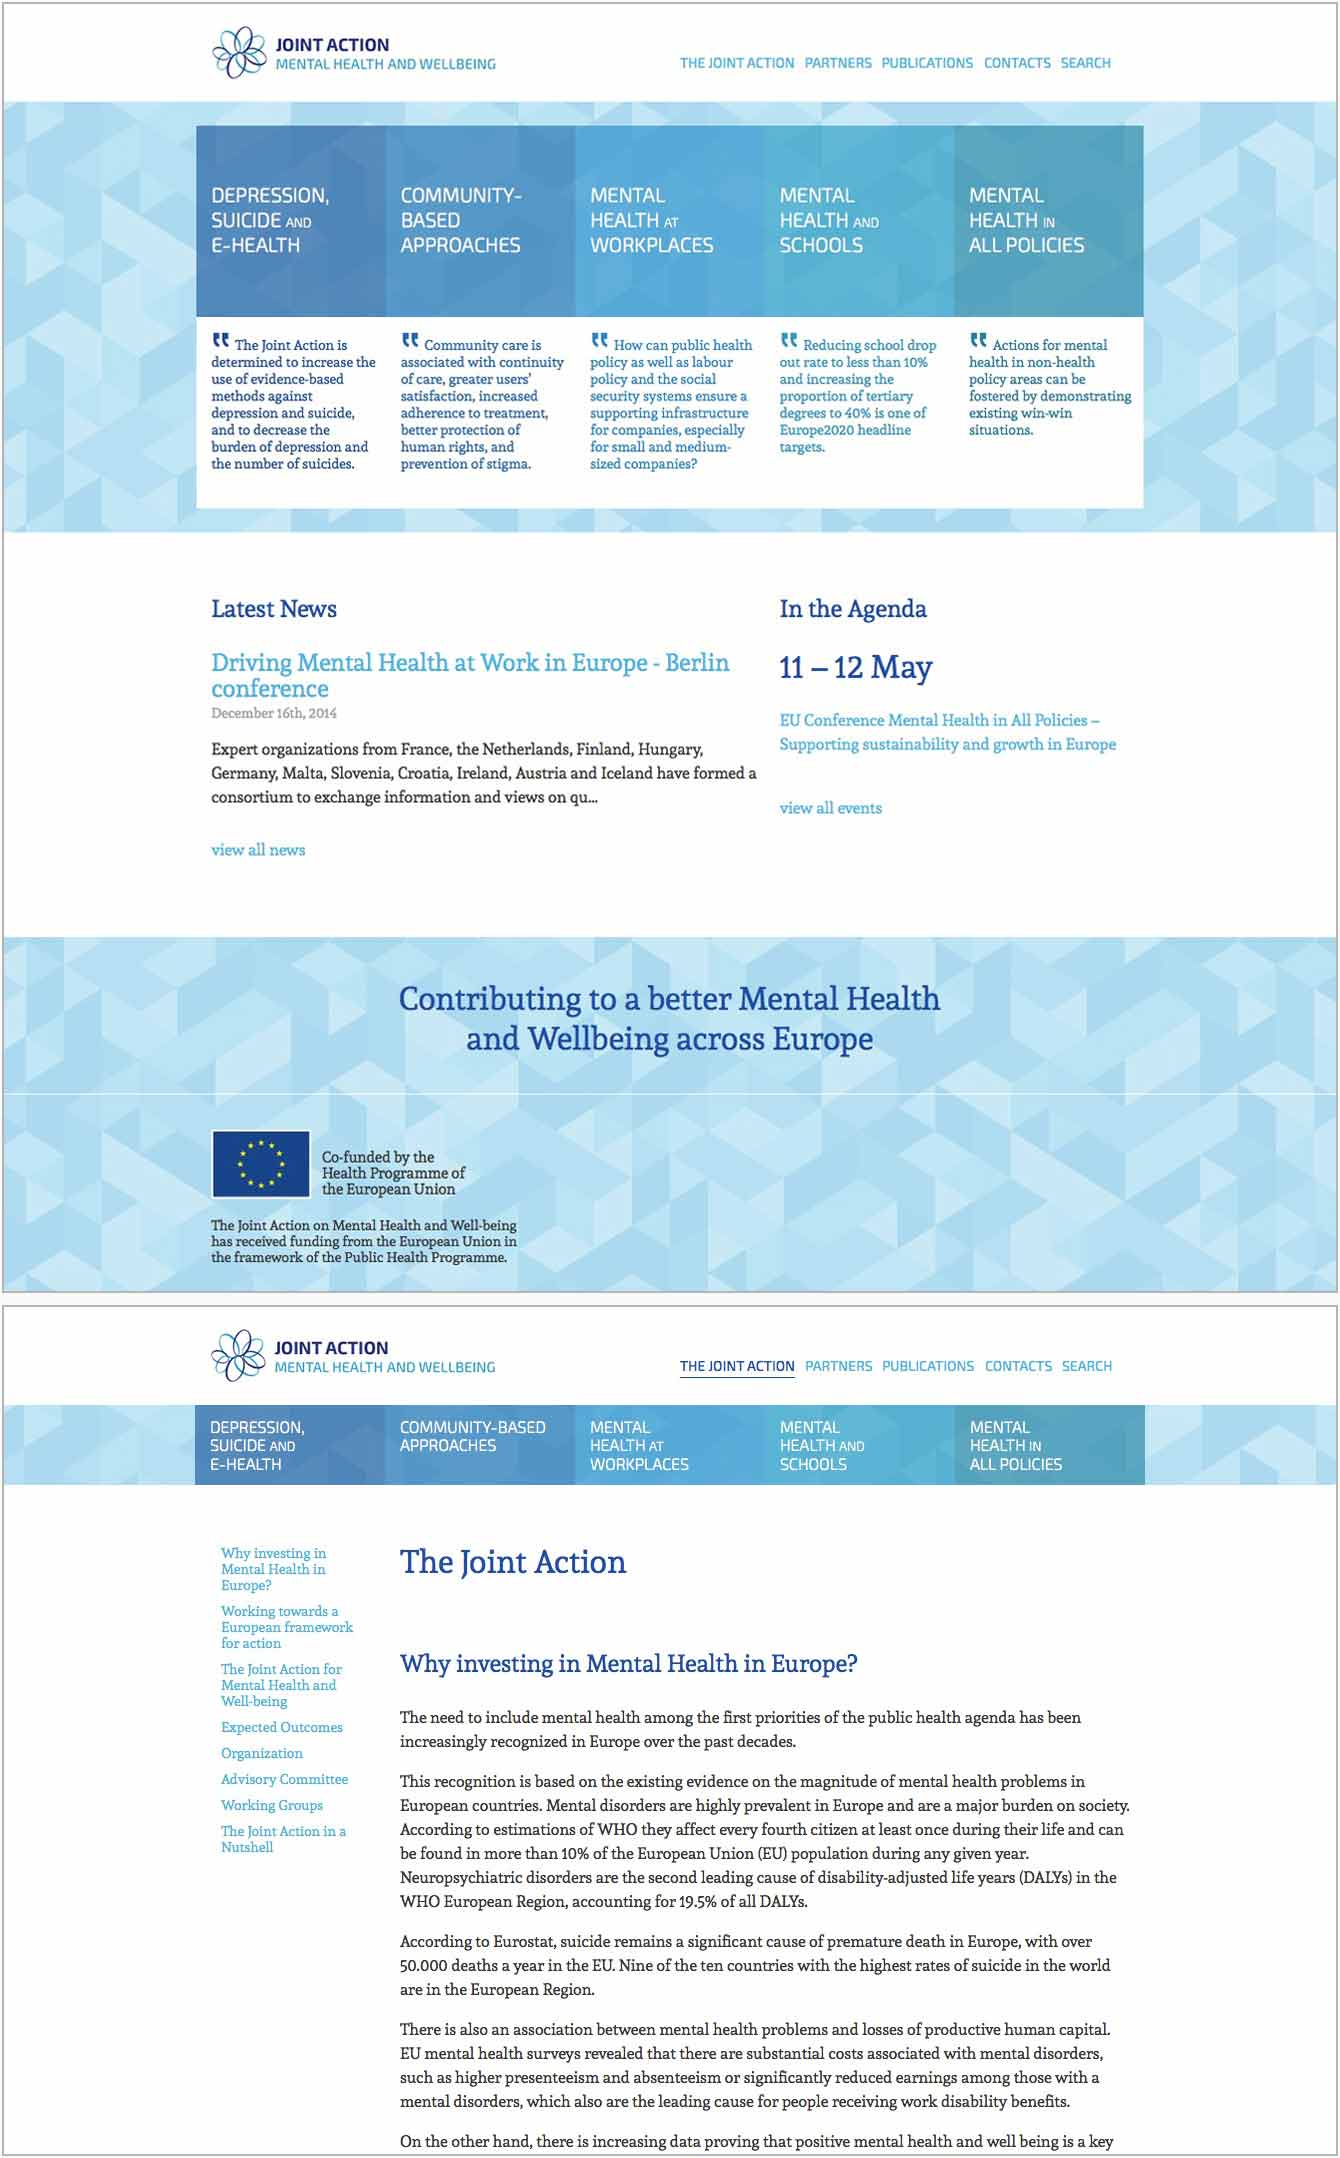 JOINT ACTION
MENTAL HEALTH AND WELLBEING
THE JOINT ACTION PARTNERS PUBLICATIONS CONTACTS SEARCH
DEPRESSION,
SUICIDE AND
E-HEALTH
COMMUNITY-
BASED
APPROACHES
MENTAL
HEALTH AT
WORKPLACES
MENTAL
HEALTH AND
SCHOOLS
MENTAL
HEALTH IN
ALL POLICIES
“ The Joint Action is
determined to increase the
use of evidence-based
methods against
depression and suicide,
and to decrease the
burden of depression and
the number of suicides.
“ Community care is
associated with continuity
of care, greater users’
satisfaction, increased
adherence to treatment,
better protection of
human rights, and
prevention of stigma.
“ How can public health
policy as well as labour
policy and the social
security systems ensure a
supporting infrastructure
for companies, especially
for small and medium-
sized companies?
“ Reducing school drop
out rate to less than 10%
and increasing the
proportion of tertiary
degrees to 40% is one of
Europe2020 headline
targets.
“ Actions for mental
health in non-health
policy areas can be
fostered by demonstrating
existing win-win
situations.
Latest News
Driving Mental Health at Work in Europe - Berlin
conference
December 16th, 2014
Expert organizations from France, the Netherlands, Finland, Hungary,
Germany, Malta, Slovenia, Croatia, Ireland, Austria and Iceland have formed a
consortium to exchange information and views on qu...
view all news
In the Agenda
11 – 12 May
EU Conference Mental Health in All Policies –
Supporting sustainability and growth in Europe
view all events
Contributing to a better Mental Health
and Wellbeing across Europe
Co-funded by the
Health Programme of
the European Union
The Joint Action on Mental Health and Well-being
has received funding from the European Union in
the framework of the Public Health Programme.
JOINT ACTION
MENTAL HEALTH AND WELLBEING
THE JOINT ACTION PARTNERS PUBLICATIONS CONTACTS SEARCH
DEPRESSION,
SUICIDE AND
E-HEALTH
COMMUNITY-BASED
APPROACHES
MENTAL
HEALTH AT
WORKPLACES
MENTAL
HEALTH AND
SCHOOLS
MENTAL
HEALTH IN
ALL POLICIES
Why investing in
Mental Health in
Europe?
Working towards a
European framework
for action
The Joint Action for
Mental Health and
Well-being
Expected Outcomes
Organization
Advisory Committee
Working Groups
The Joint Action in a
Nutshell
The Joint Action
Why investing in Mental Health in Europe?
The need to include mental health among the first priorities of the public health agenda has been
increasingly recognized in Europe over the past decades.
This recognition is based on the existing evidence on the magnitude of mental health problems in
European countries. Mental disorders are highly prevalent in Europe and are a major burden on society.
According to estimations of WHO they affect every fourth citizen at least once during their life and can
be found in more than 10% of the European Union (EU) population during any given year.
Neuropsychiatric disorders are the second leading cause of disability-adjusted life years (DALYs) in the
WHO European Region, accounting for 19.5% of all DALYs.
According to Eurostat, suicide remains a significant cause of premature death in Europe, with over
50.000 deaths a year in the EU. Nine of the ten countries with the highest rates of suicide in the world
are in the European Region.
There is also an association between mental health problems and losses of productive human capital.
EU mental health surveys revealed that there are substantial costs associated with mental disorders,
such as higher presenteeism and absenteeism or significantly reduced earnings among those with a
mental disorders, which also are the leading cause for people receiving work disability benefits.
On the other hand, there is increasing data proving that positive mental health and well being is a key